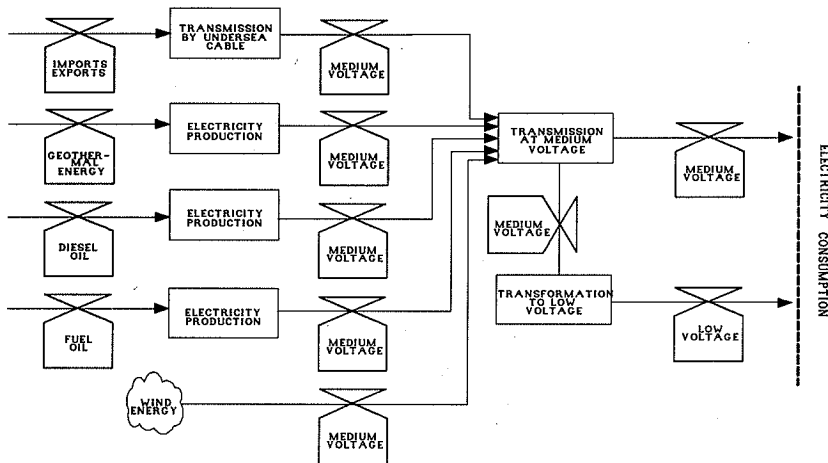 IMPORTS
EXPORTS
TRANSMISSION
BY UNDERSEA
CABLE
MEDIUM
VOLTAGE
GEOTHER-
MAL
ENERGY
ELECTRICITY
PRODUCTION
MEDIUM
VOLTAGE
TRANSMISSION
AT MEDIUM
VOLTAGE
MEDIUM
VOLTAGE
DIESEL
OIL
ELECTRICITY
PRODUCTION
MEDIUM
VOLTAGE
MEDIUM
VOLTAGE
FUEL
OIL
ELECTRICITY
PRODUCTION
MEDIUM
VOLTAGE
TRANSFORMATION
TO LOW
VOLTAGE
LOW
VOLTAGE
WIND
ENERGY
MEDIUM
VOLTAGE
ELECTRICITY CONSUMPTION